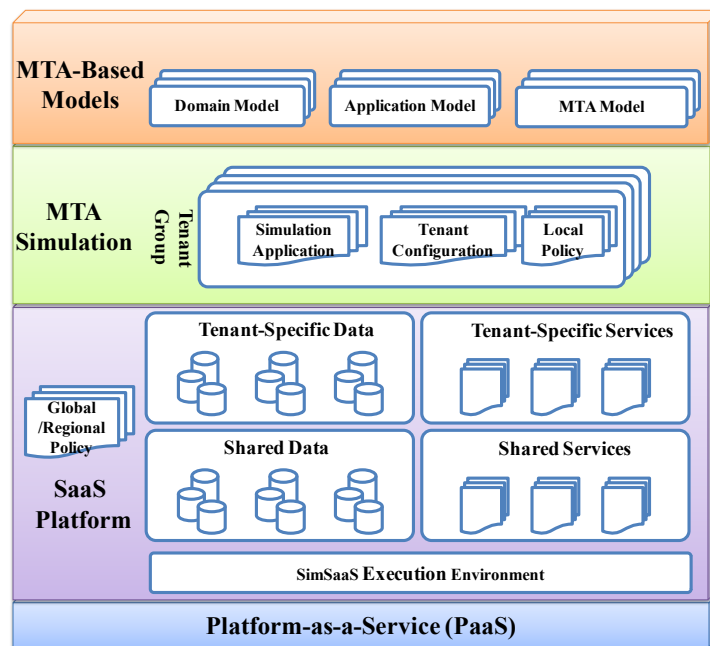 MTA-Based
Models
Domain Model
Application Model
MTA Model
MTA
Simulation
Tenant
Group
Simulation
Application
Tenant
Configuration
Local
Policy
Tenant-Specific Data
Tenant-Specific Services
Global
/Regional
Policy
Shared Data
Shared Services
SaaS
Platform
SimSaaS Execution Environment
Platform-as-a-Service (PaaS)